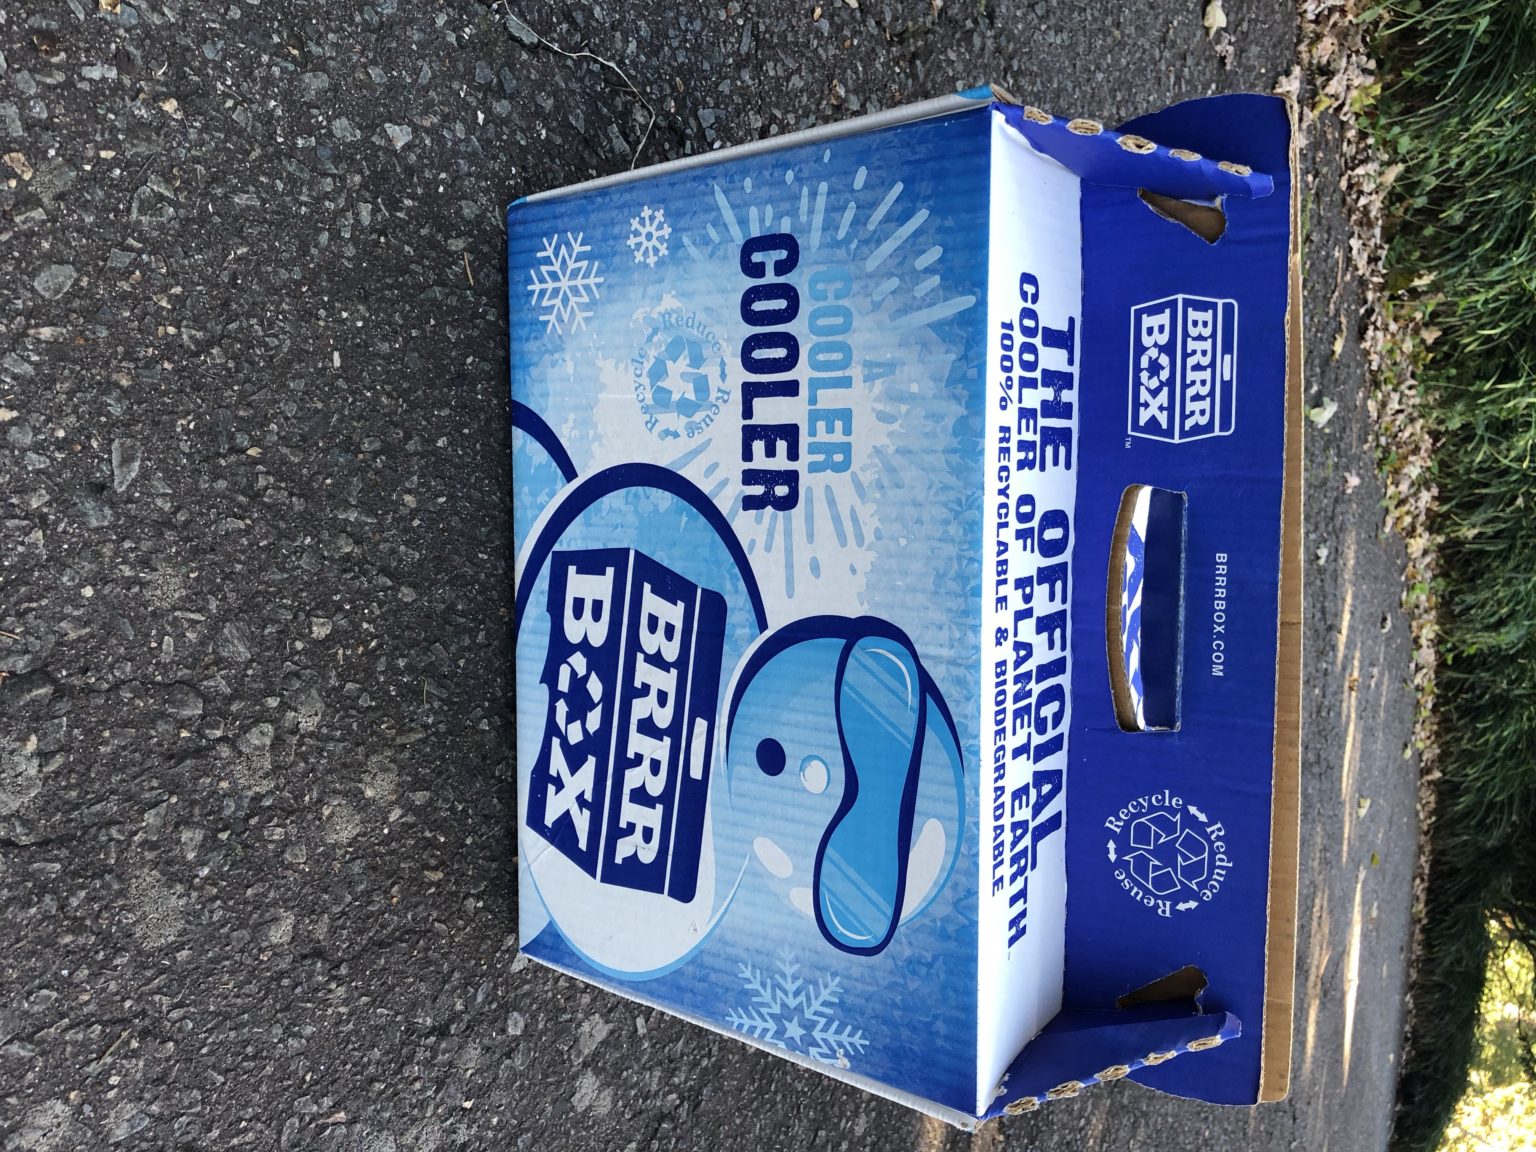 BRRRBOX.COM
BRRR
BOX
TM
Recycle Reduce Reuse
THE OFFICIAL
COOLER OF PLANET EARTH
100% RECYCLABLE & BIODEGRADABLE
A
COOLER
COOLER
Reduce Reuse Recycle
BRRR
BOX